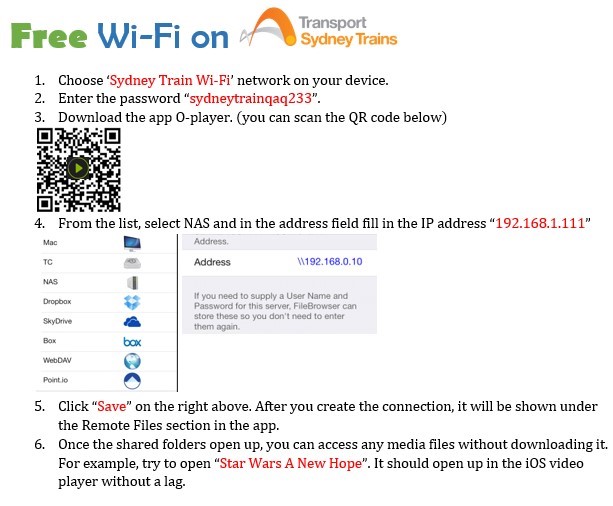 Free Wi-Fi on Transport
Sydney Trains
1. Choose ‘Sydney Train Wi-Fi’ network on your device.
2. Enter the password “sydneytrainqaq233”.
3. Download the app O-player. (you can scan the QR code below)
4. From the list, select NAS and in the address field fill in the IP address “192.168.1.111”
Mac
TC
NAS
Dropbox
SkyDrive
Box
box
WebDAV
Point.io
Address.
Address \\192.168.0.10
If you need to supply a User Name and
Password for this server, FileBrowser can
store these so you don't need to enter
them again.
5. Click “Save” on the right above. After you create the connection, it will be shown under
the Remote Files section in the app.
6. Once the shared folders open up, you can access any media files without downloading it.
For example, try to open “Star Wars A New Hope”. It should open up in the iOS video
player without a lag.